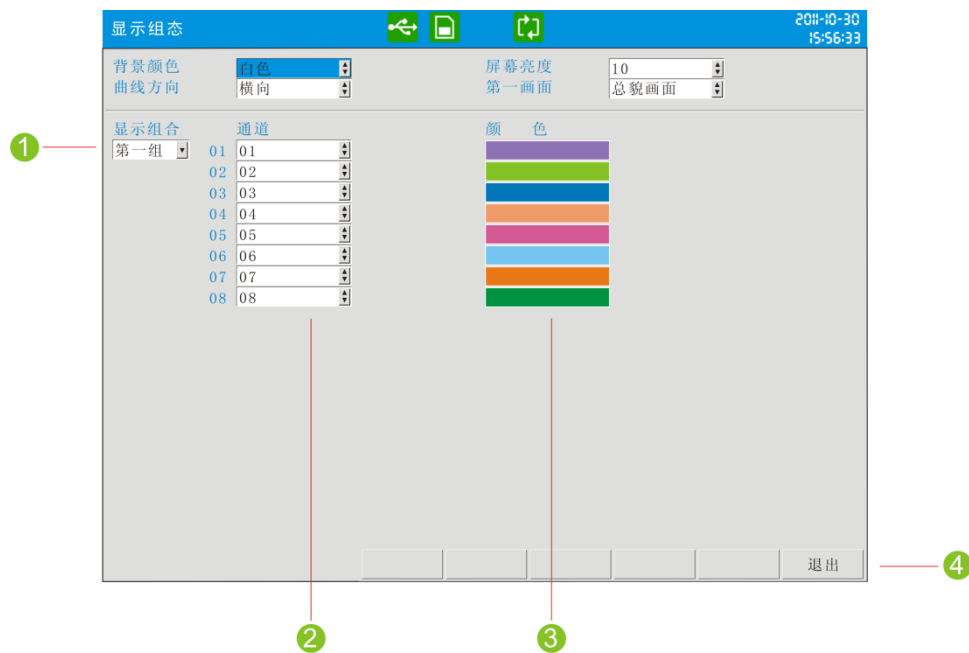 显示组态
2011-10-30
15:56:33
背景颜色 白色 屏幕亮度 10
曲线方向 横向 第一画面 总貌画面
显示组合 通道 颜 色
1 第一组 01 01
02 02
03 03
04 04
05 05
06 06
07 07
08 08
退出 4
2 3